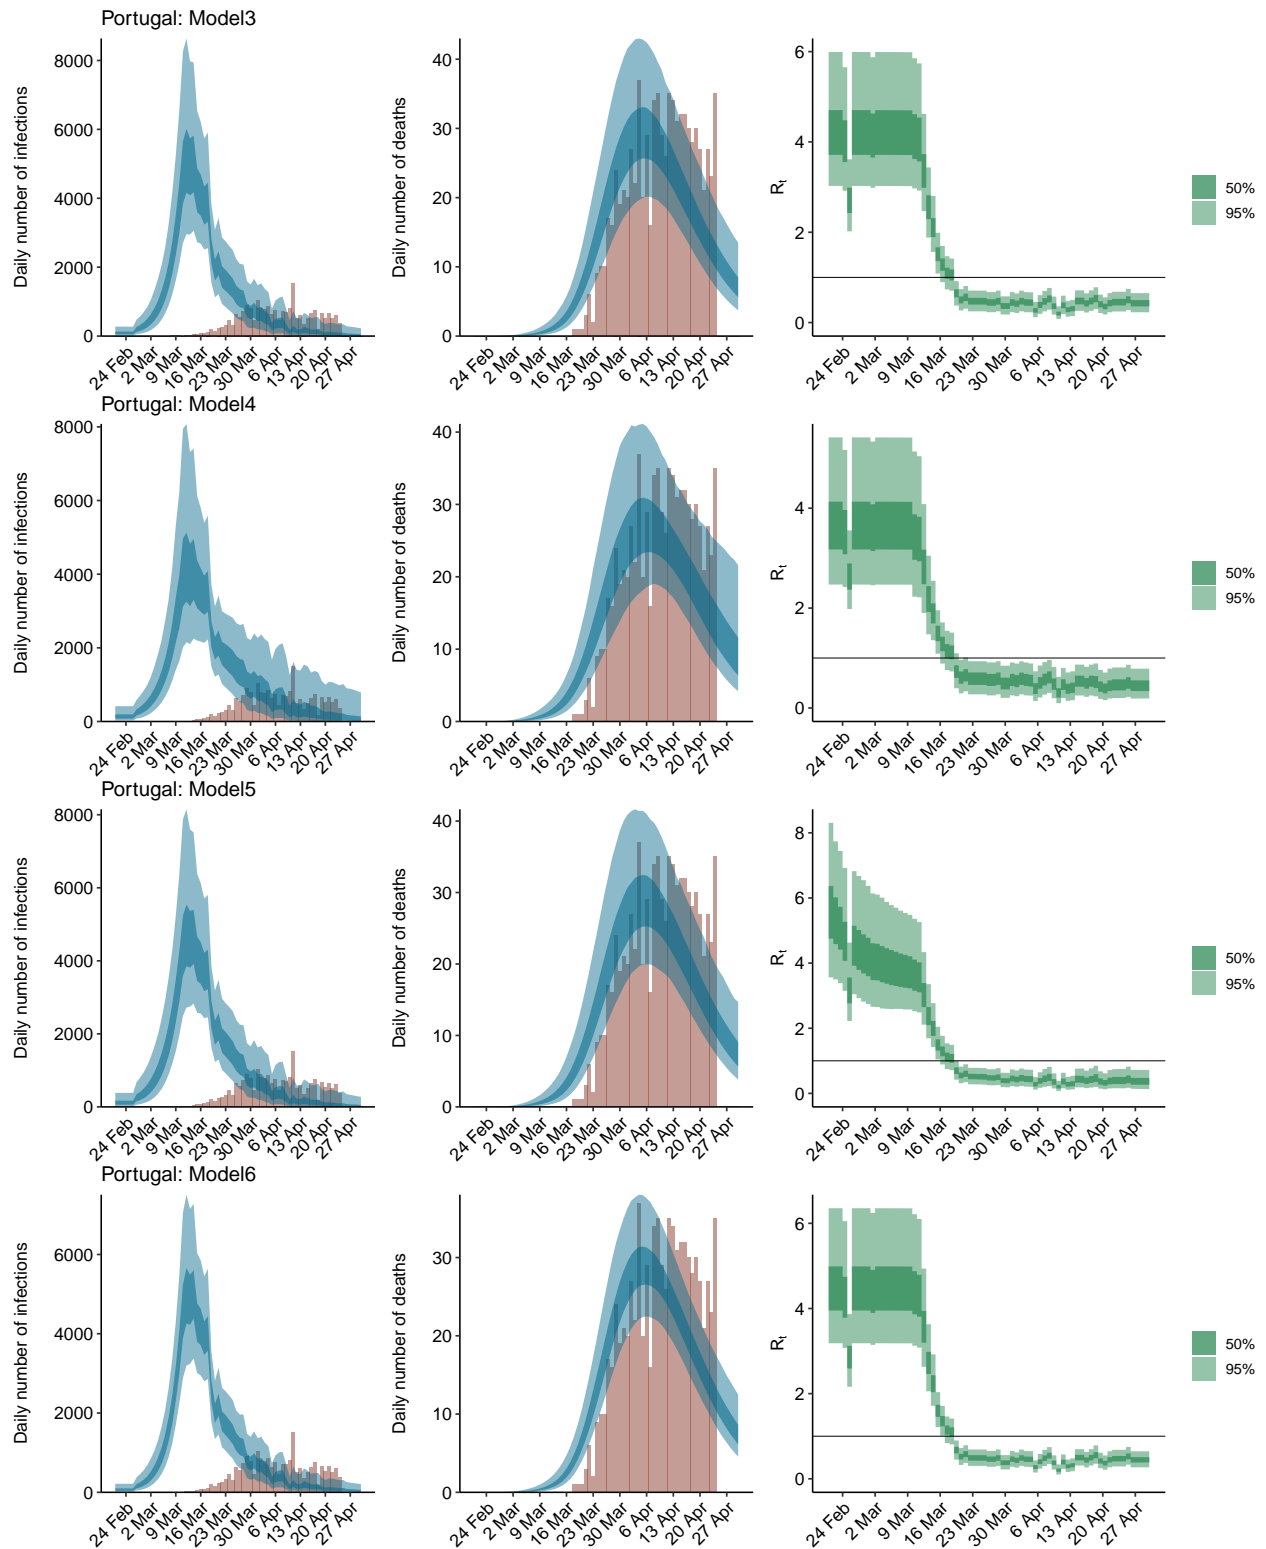 Portugal: Model3
Daily number of infections
8000
6000
4000
2000
0
24 Feb 2 Mar 9 Mar 16 Mar 23 Mar 30 Mar 6 Apr 13 Apr 20 Apr 27 Apr
Daily number of deaths
40
30
20
10
0
24 Feb 2 Mar 9 Mar 16 Mar 23 Mar 30 Mar 6 Apr 13 Apr 20 Apr 27 Apr
Rt
6
4
2
0
24 Feb 2 Mar 9 Mar 16 Mar 23 Mar 30 Mar 6 Apr 13 Apr 20 Apr 27 Apr
50%
95%
Portugal: Model4
Daily number of infections
8000
6000
4000
2000
0
24 Feb 2 Mar 9 Mar 16 Mar 23 Mar 30 Mar 6 Apr 13 Apr 20 Apr 27 Apr
Daily number of deaths
40
30
20
10
0
24 Feb 2 Mar 9 Mar 16 Mar 23 Mar 30 Mar 6 Apr 13 Apr 20 Apr 27 Apr
Rt
4
2
0
24 Feb 2 Mar 9 Mar 16 Mar 23 Mar 30 Mar 6 Apr 13 Apr 20 Apr 27 Apr
50%
95%
Portugal: Model5
Daily number of infections
8000
6000
4000
2000
0
24 Feb 2 Mar 9 Mar 16 Mar 23 Mar 30 Mar 6 Apr 13 Apr 20 Apr 27 Apr
Daily number of deaths
40
30
20
10
0
24 Feb 2 Mar 9 Mar 16 Mar 23 Mar 30 Mar 6 Apr 13 Apr 20 Apr 27 Apr
Rt
8
6
4
2
0
24 Feb 2 Mar 9 Mar 16 Mar 23 Mar 30 Mar 6 Apr 13 Apr 20 Apr 27 Apr
50%
95%
Portugal: Model6
Daily number of infections
6000
4000
2000
0
24 Feb 2 Mar 9 Mar 16 Mar 23 Mar 30 Mar 6 Apr 13 Apr 20 Apr 27 Apr
Daily number of deaths
30
20
10
0
24 Feb 2 Mar 9 Mar 16 Mar 23 Mar 30 Mar 6 Apr 13 Apr 20 Apr 27 Apr
Rt
6
4
2
0
24 Feb 2 Mar 9 Mar 16 Mar 23 Mar 30 Mar 6 Apr 13 Apr 20 Apr 27 Apr
50%
95%